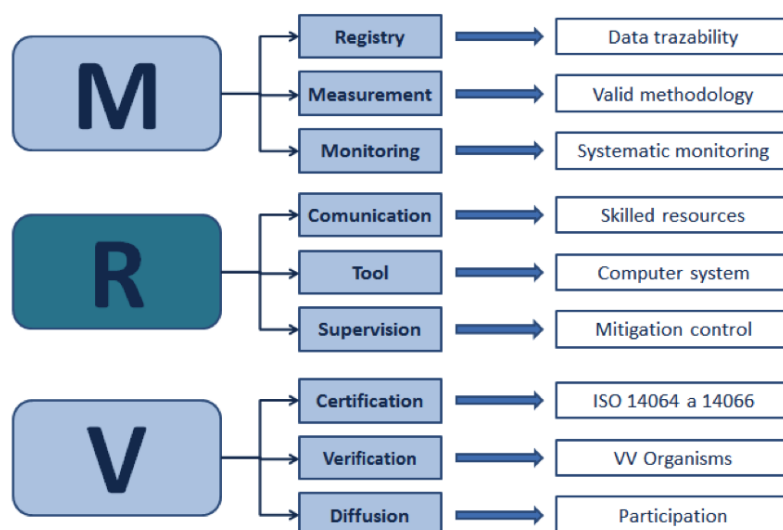 M
Registry
Data trazability
Measurement
Valid methodology
Monitoring
Systematic monitoring
R
Comunication
Skilled resources
Tool
Computer system
Supervision
Mitigation control
V
Certification
ISO 14064 a 14066
Verification
VV Organisms
Diffusion
Participation